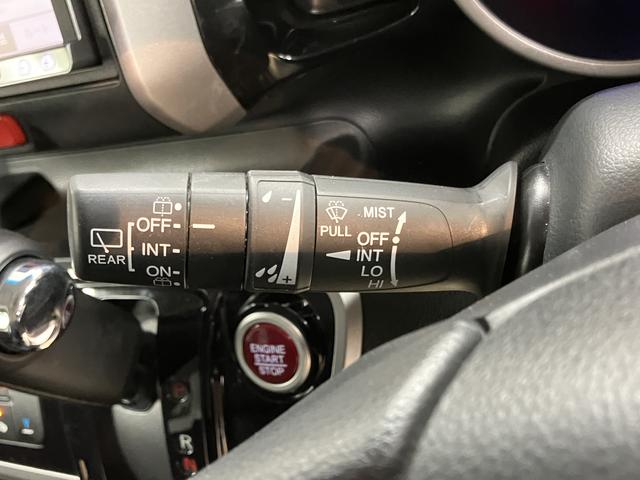 OFF
INT
ON
REAR
-
+
PULL
MIST
OFF
INT
LO
HI
ENGINE
START
STOP
R